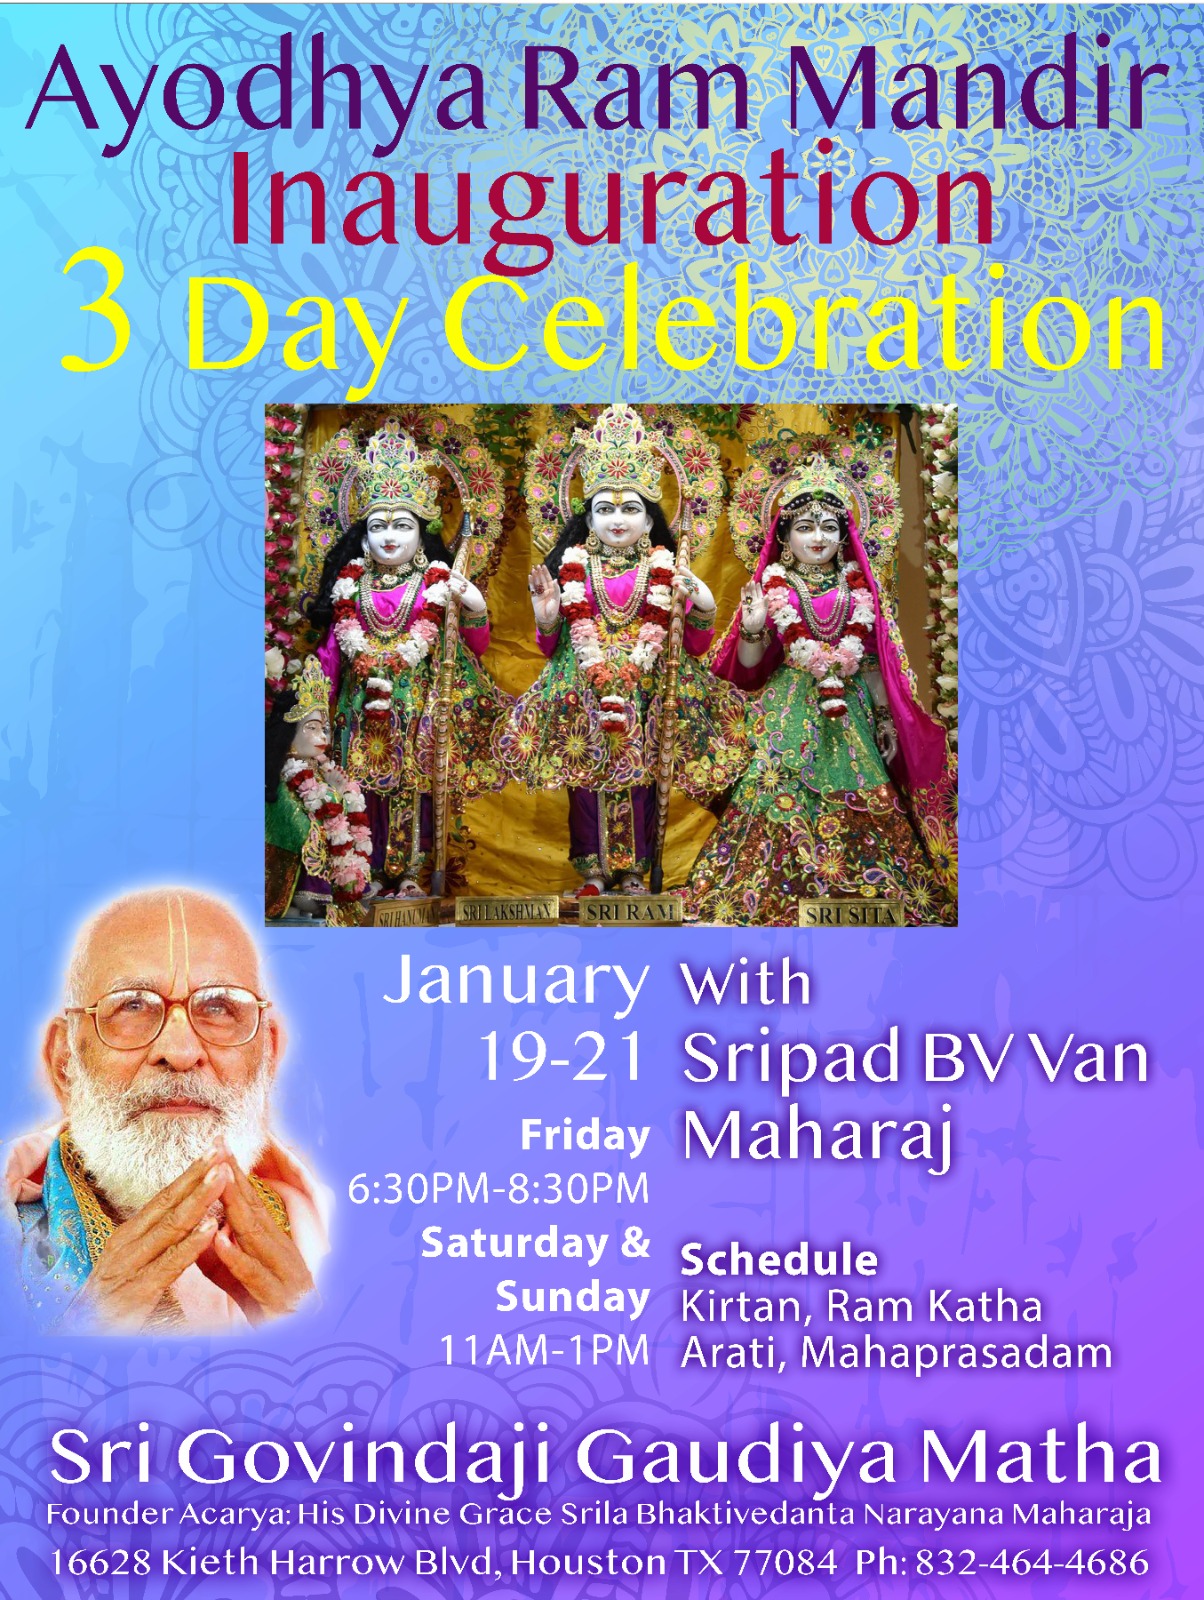 Ayodhya Ram Mandir
Inauguration
3 Day Celebration
SRI HANUMAN
SRI LAKSHMAN
SRI RAM
SRI SITA
January
19-21
Friday
6:30PM-8:30PM
Saturday &
Sunday
11AM-1PM
With
Sripad BV Van
Maharaj
Schedule
Kirtan, Ram Katha
Arati, Mahaprasadam
Sri Govindaji Gaudiya Matha
Founder Acarya: His Divine Grace Srila Bhaktivedanta Narayana Maharaja
16628 Kieth Harrow Blvd, Houston TX 77084 Ph: 832-464-4686